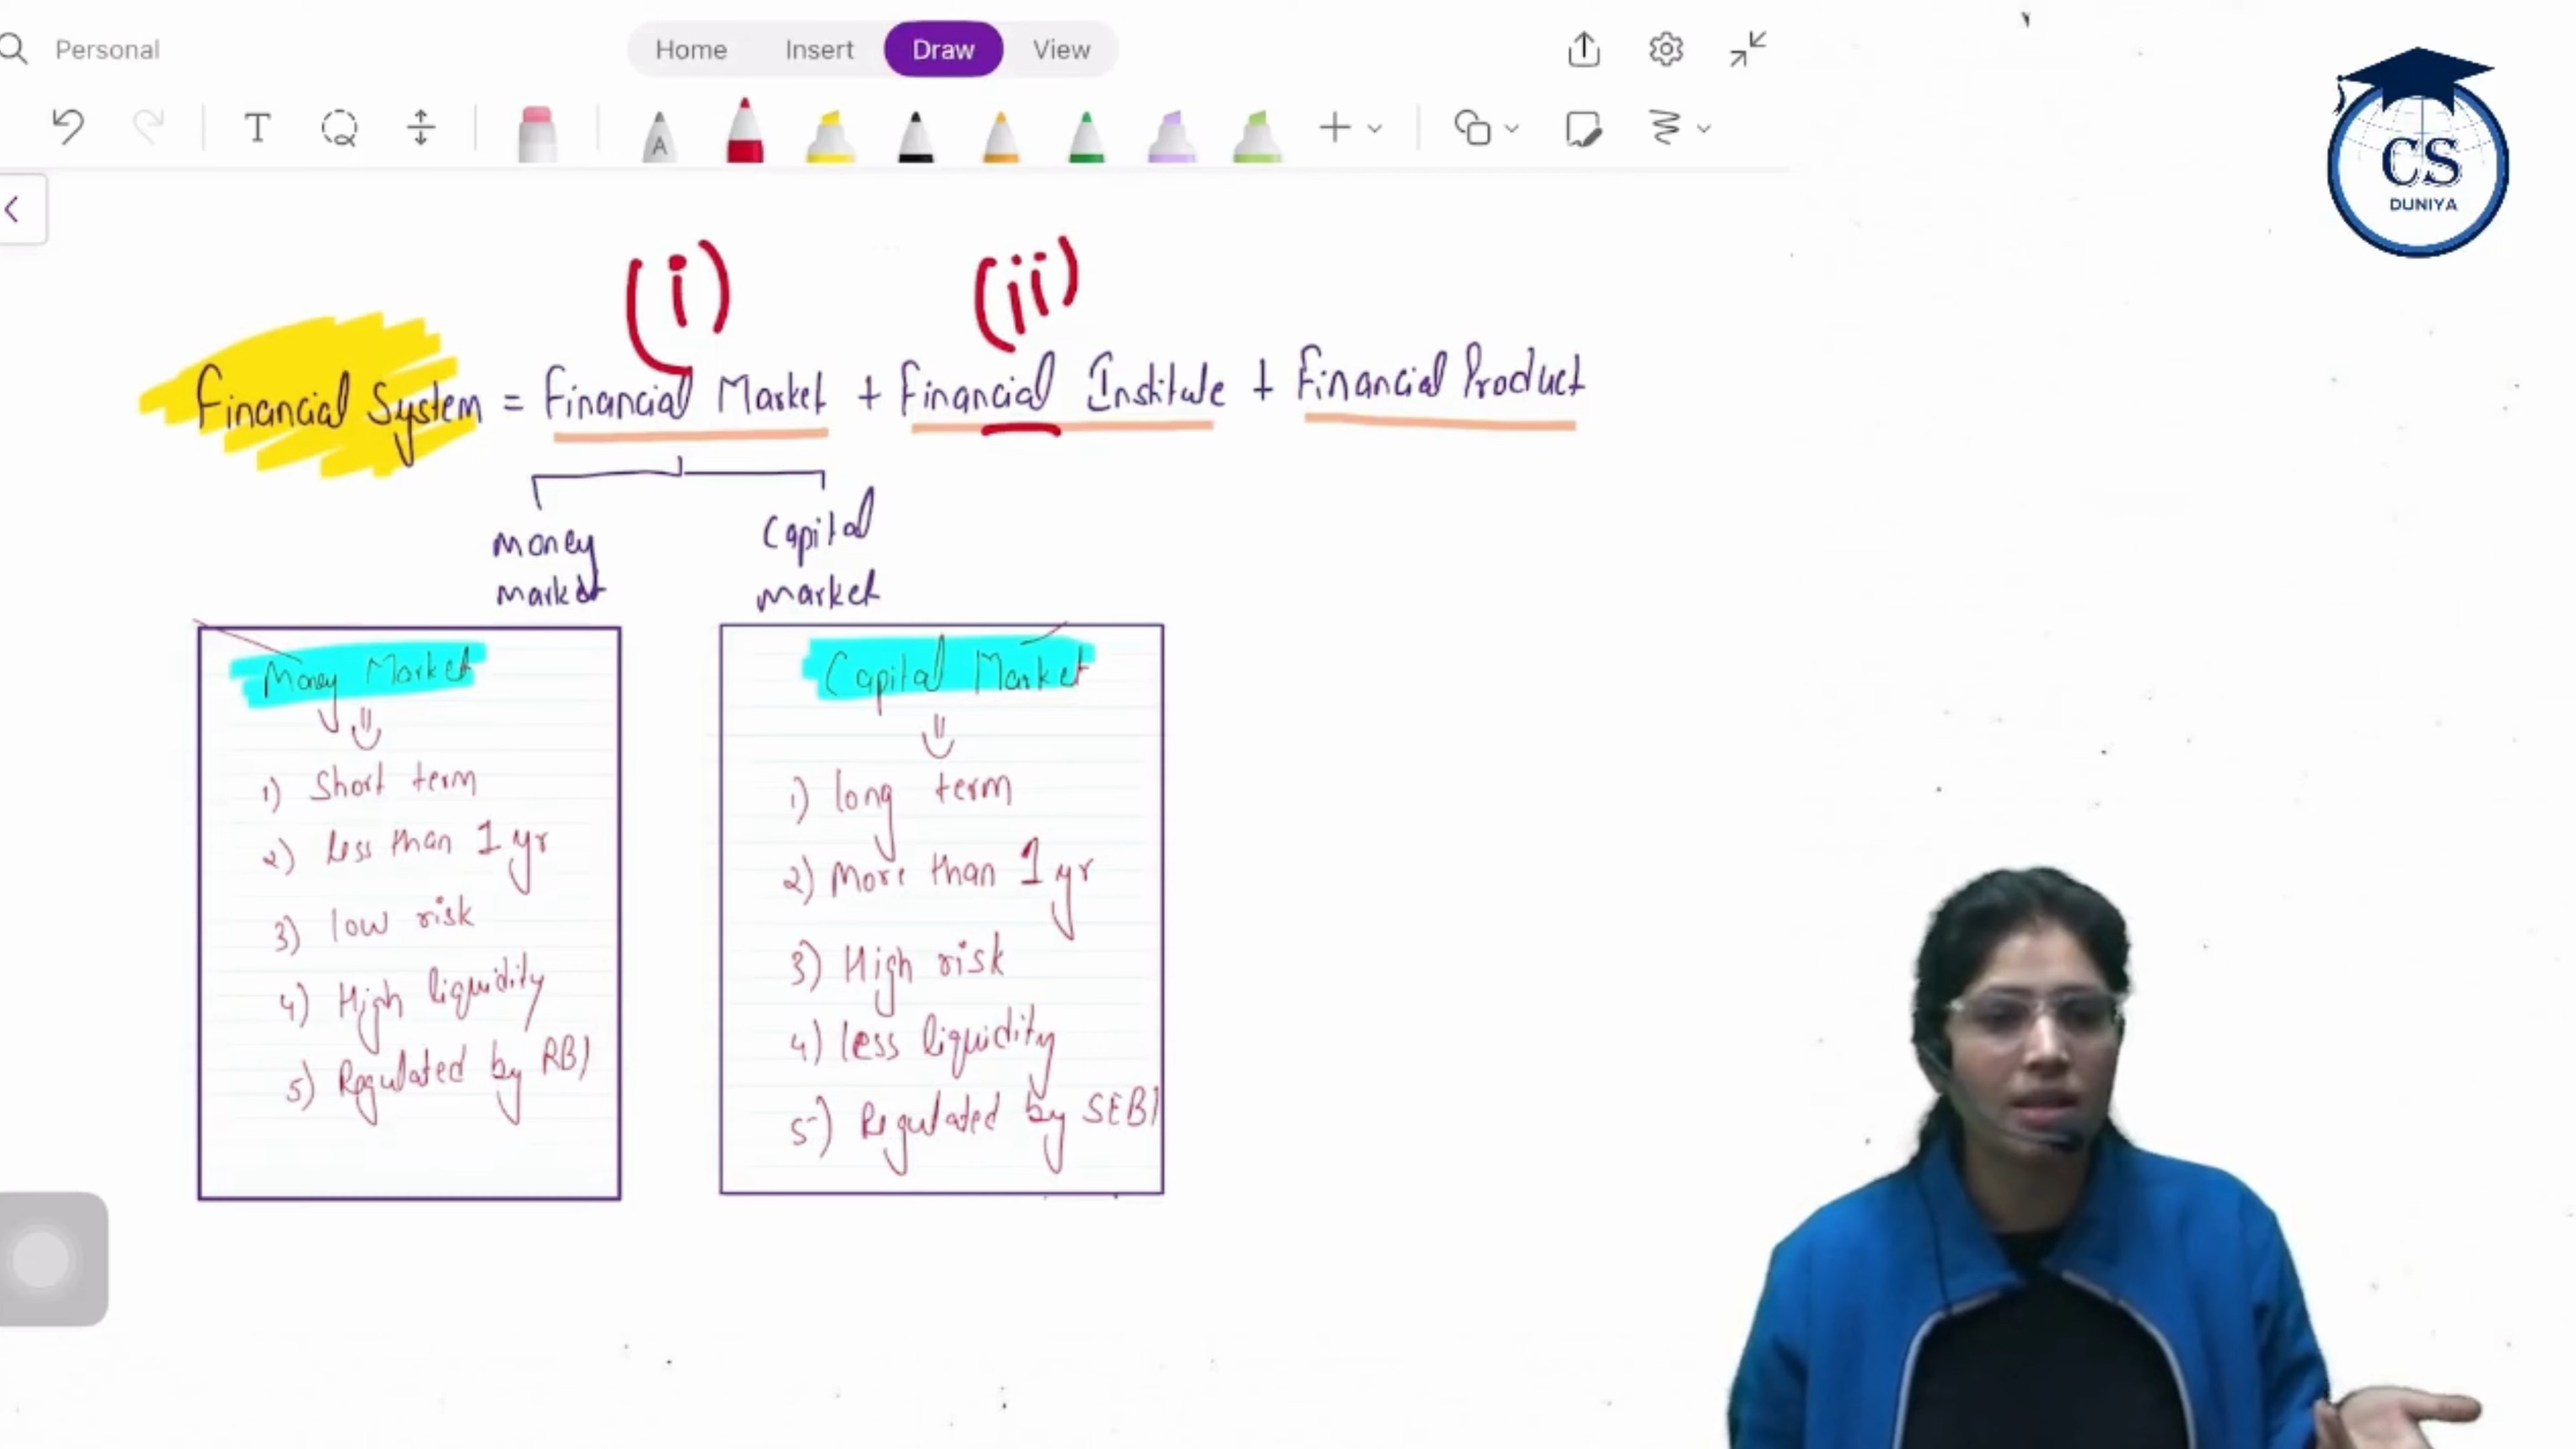 Personal
Home Insert Draw View
T
A
CS
DUNIYA
(i) (ii)
Financial System = Financial Market + Financial Institute + Financial Product
Money market
Capital market
Money Market
1) Short term
2) Less than 1 yr
3) low risk
4) High liquidity
5) Regulated by RBI
Capital Market
1) long term
2) More than 1 yr
3) High risk
4) less liquidity
5) Regulated by SEBI